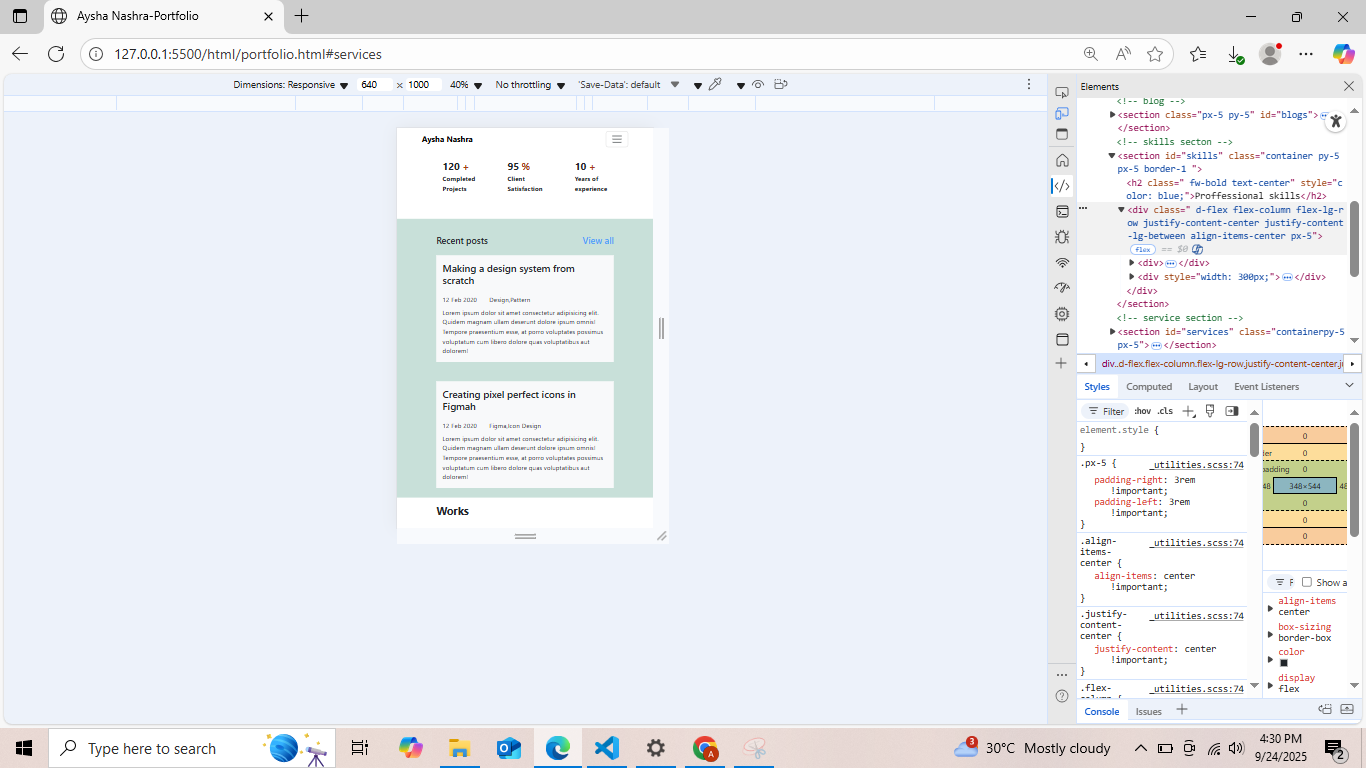 Aysha Nashra-Portfolio
127.0.0.1:5500/html/portfolio.html#services
Dimensions: Responsive
640
×
1000
40%
No throttling
'Save-Data': default
Aysha Nashra
120 +
Completed
Projects
95 %
Client
Satisfaction
10 +
Years of
experience
Recent posts
View all
Making a design system from
scratch
12 Feb 2020
Design,Pattern
Lorem ipsum dolor sit amet consectetur adipisicing elit.
Quidem magnam ullam deserunt dolore ipsum omnis!
Tempore praesentium esse, at porro voluptates possimus
voluptatum cum libero dolore quas voluptatibus aut
dolorem!
Creating pixel perfect icons in
Figmah
12 Feb 2020
Figma,Icon Design
Lorem ipsum dolor sit amet consectetur adipisicing elit.
Quidem magnam ullam deserunt dolore ipsum omnis!
Tempore praesentium esse, at porro voluptates possimus
voluptatum cum libero dolore quas voluptatibus aut
dolorem!
Works
Elements
<!-- blog -->
<section class="px-5 py-5" id="blogs">
</section>
<!-- skills secton -->
<section id="skills" class="container py-5
px-5 border-1 ">
<h2 class=" fw-bold text-center" style="c
olor: blue;">Proffessional skills</h2>
<div class=" d-flex flex-column flex-lg-ro
w justify-content-center justify-content
-lg-between align-items-center px-5">
flex
== $0
<div></div>
<div style="width: 300px;"></div>
</div>
</section>
<!-- service section -->
<section id="services" class="containerpy-5
px-5"></section>
div..d-flex.flex-column.flex-lg-row.justify-content-center.ju
Styles
Computed
Layout
Event Listeners
Filter
:hov
.cls
element.style {
}
.px-5 {
_utilities.scss:74
padding-right: 3rem
!important;
padding-left: 3rem
!important;
}
.align-
items-
center {
_utilities.scss:74
align-items: center
!important;
}
.justify-
content-
center {
_utilities.scss:74
justify-content: center
!important;
}
.flex-
_utilities.scss:74
0
der
0
padding
0
48
348×544
48
0
0
0
F
Show a
align-items
center
box-sizing
border-box
color
display
flex
Console
Issues
Type here to search
30°C Mostly cloudy
3
4:30 PM
9/24/2025
2